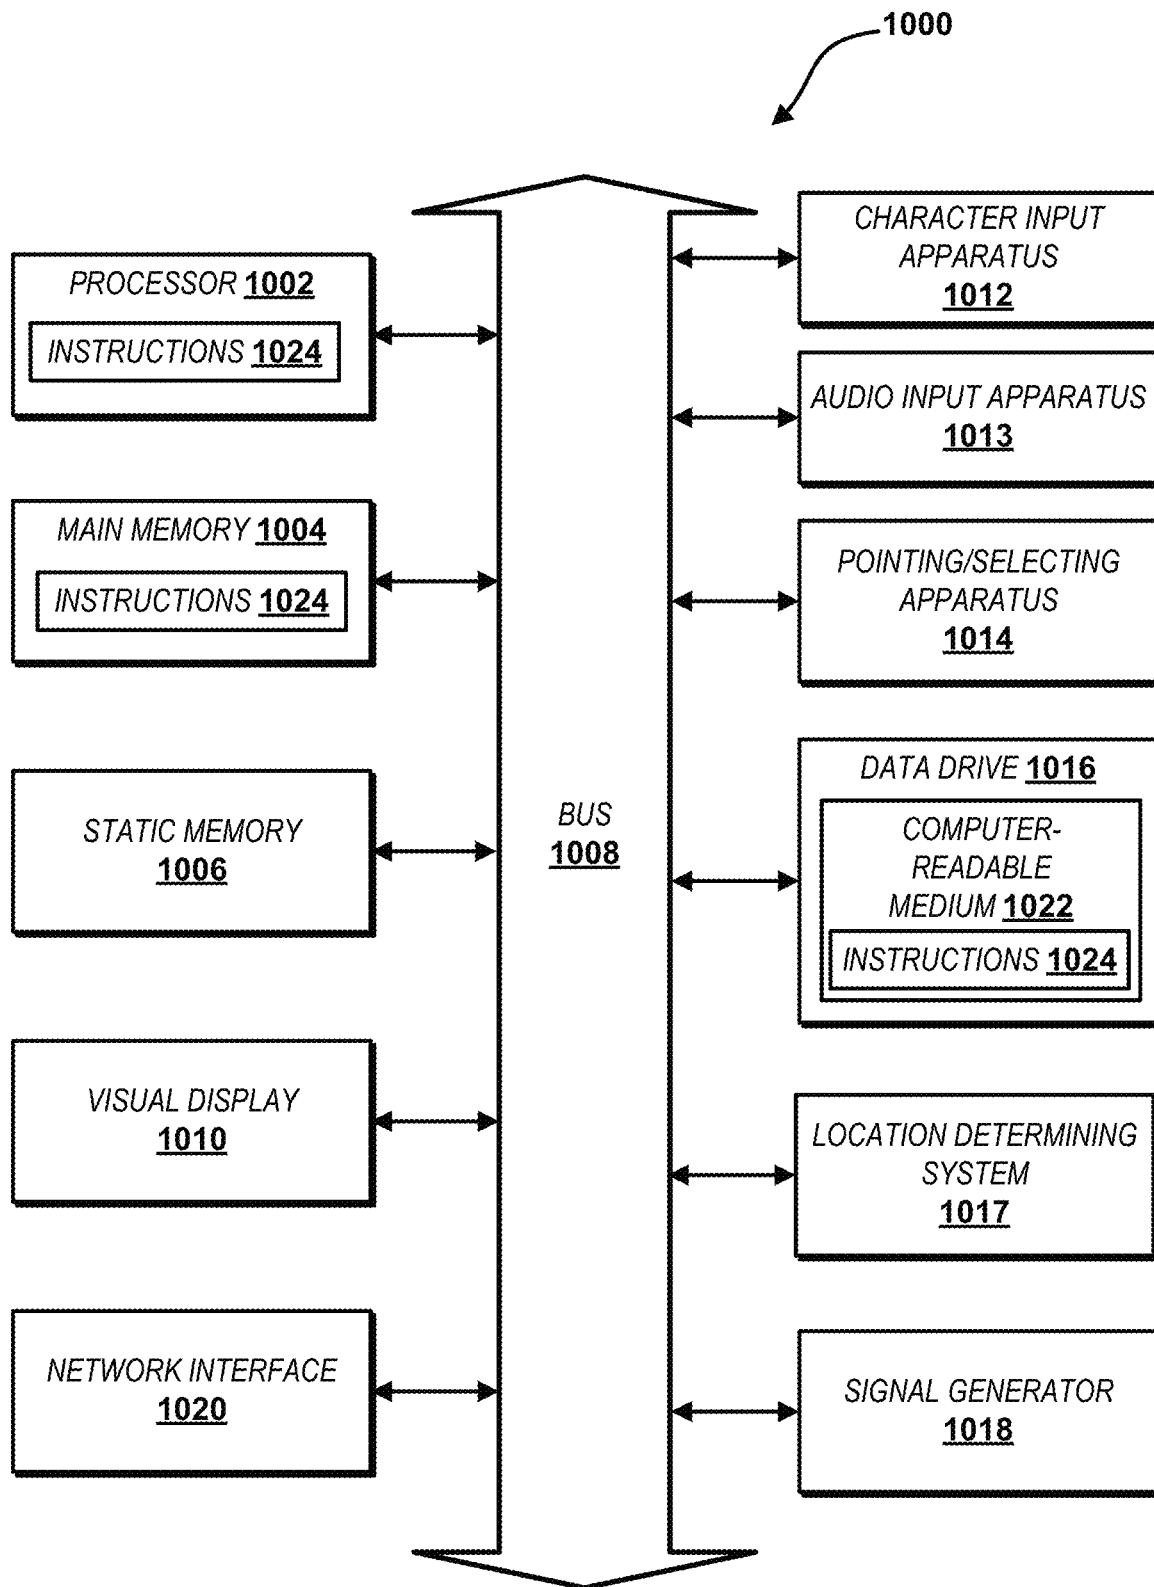 1000
PROCESSOR 1002
INSTRUCTIONS 1024
MAIN MEMORY 1004
INSTRUCTIONS 1024
STATIC MEMORY
1006
VISUAL DISPLAY
1010
NETWORK INTERFACE
1020
BUS
1008
CHARACTER INPUT
APPARATUS
1012
AUDIO INPUT APPARATUS
1013
POINTING/SELECTING
APPARATUS
1014
DATA DRIVE 1016
COMPUTER-
READABLE
MEDIUM 1022
INSTRUCTIONS 1024
LOCATION DETERMINING
SYSTEM
1017
SIGNAL GENERATOR
1018